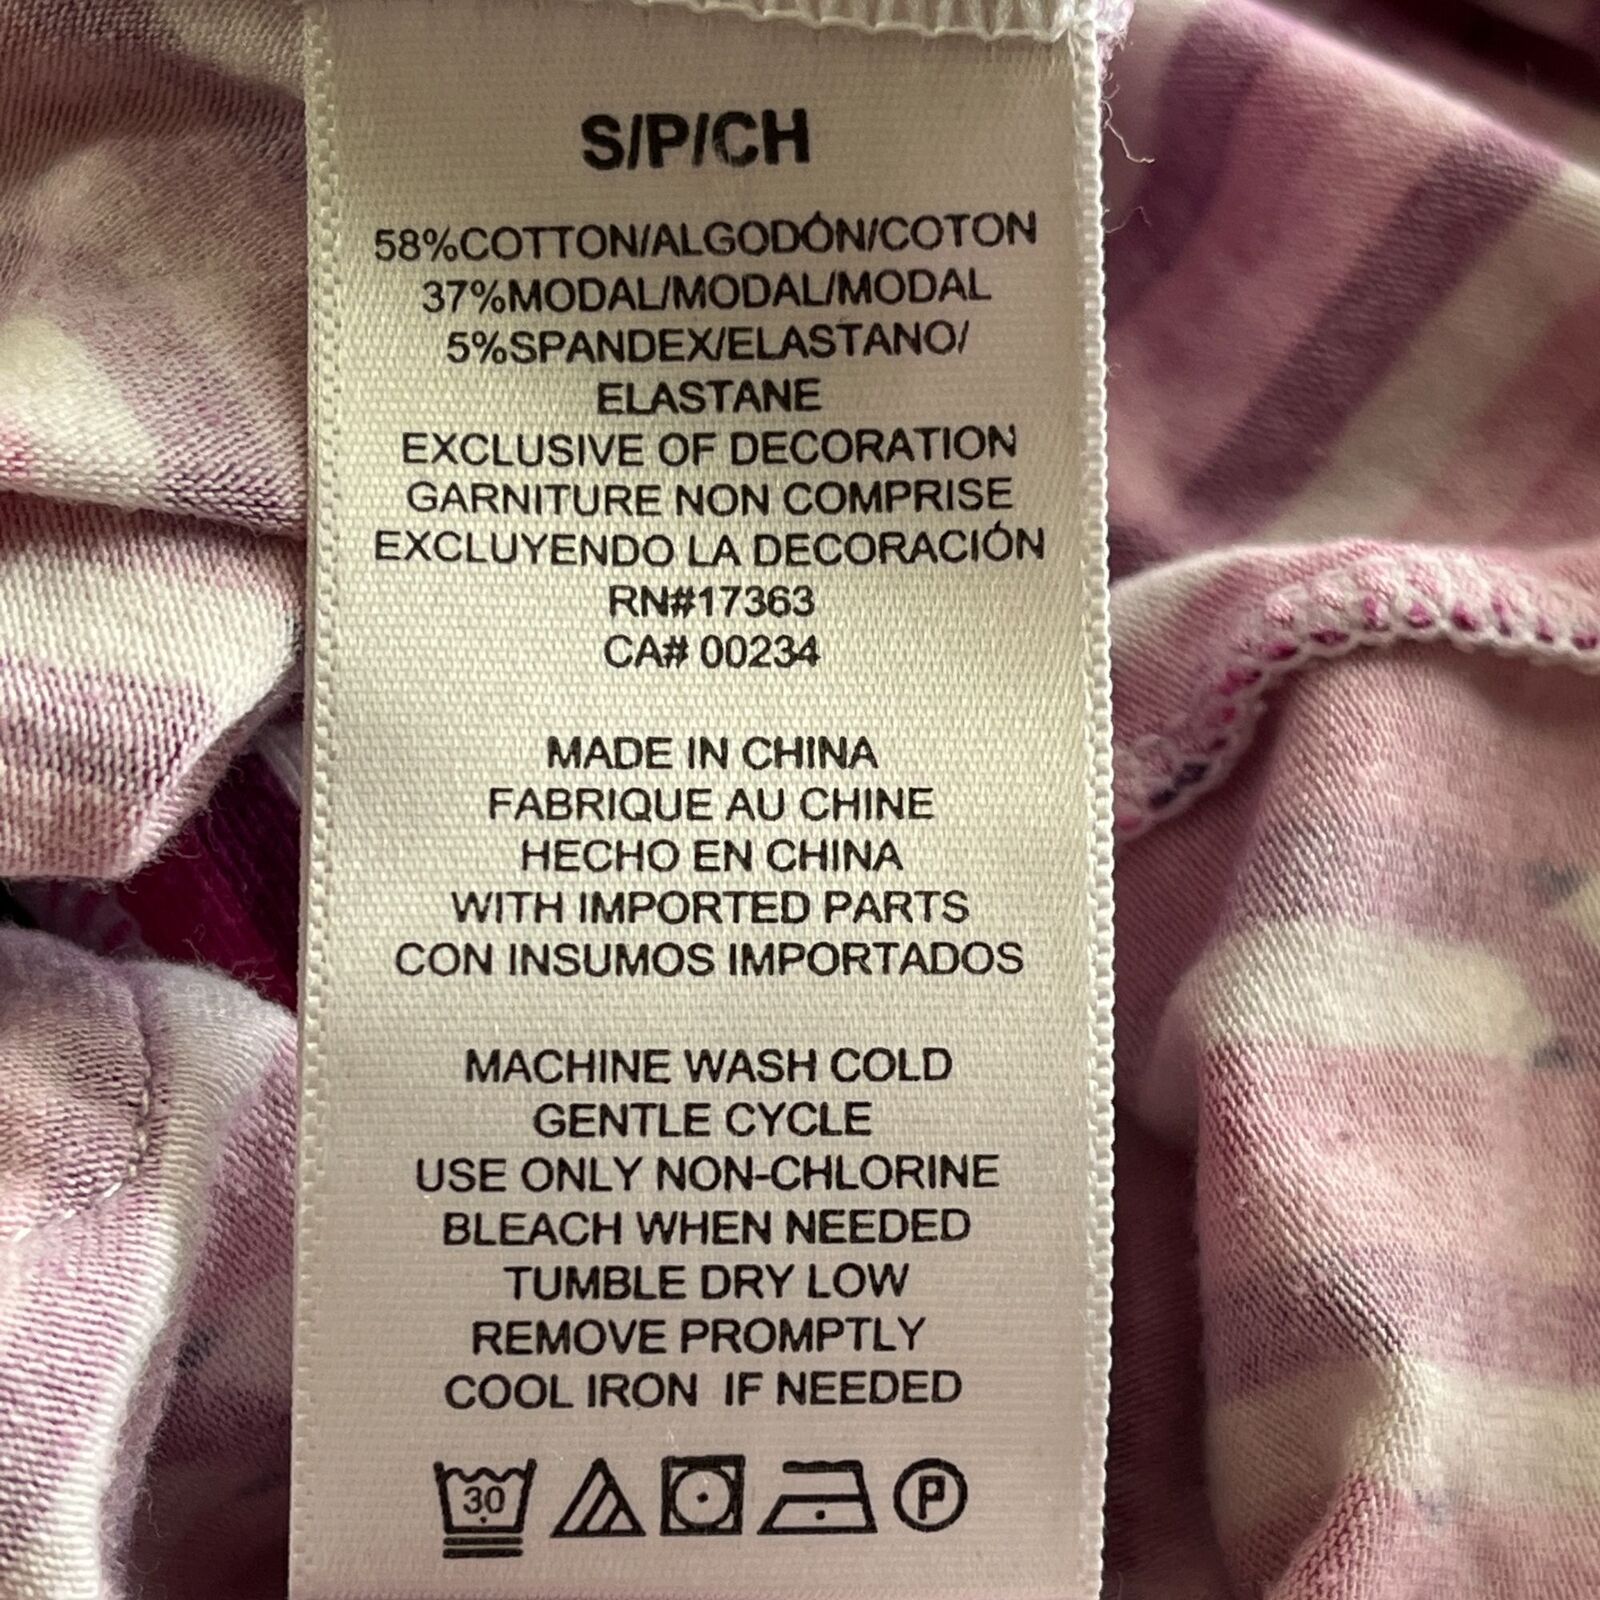 S/P/CH
58%COTTON/ALGODÓN/COTON
37%MODAL/MODAL/MODAL
5%SPANDEX/ELASTANO/
ELASTANE
EXCLUSIVE OF DECORATION
GARNITURE NON COMPRISE
EXCLUYENDO LA DECORACIÓN
RN#17363
CA# 00234
MADE IN CHINA
FABRIQUE AU CHINE
HECHO EN CHINA
WITH IMPORTED PARTS
CON INSUMOS IMPORTADOS
MACHINE WASH COLD
GENTLE CYCLE
USE ONLY NON-CHLORINE
BLEACH WHEN NEEDED
TUMBLE DRY LOW
REMOVE PROMPTLY
COOL IRON IF NEEDED
30 P